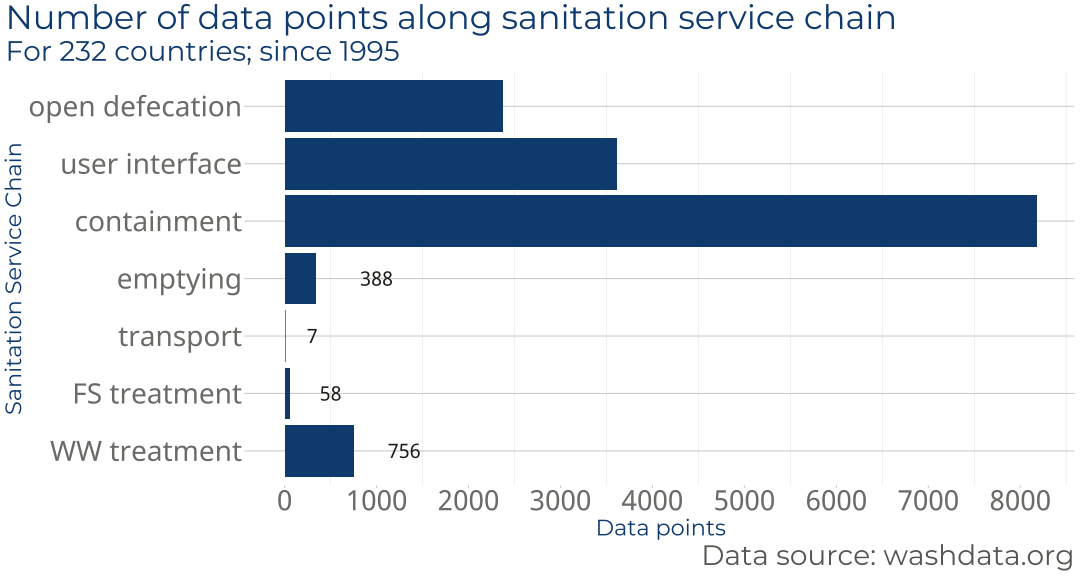 Number of data points along sanitation service chain
For 232 countries; since 1995
Sanitation Service Chain
open defecation
user interface
containment
emptying 388
transport 7
FS treatment 58
WW treatment 756
0 1000 2000 3000 4000 5000 6000 7000 8000
Data points
Data source: washdata.org